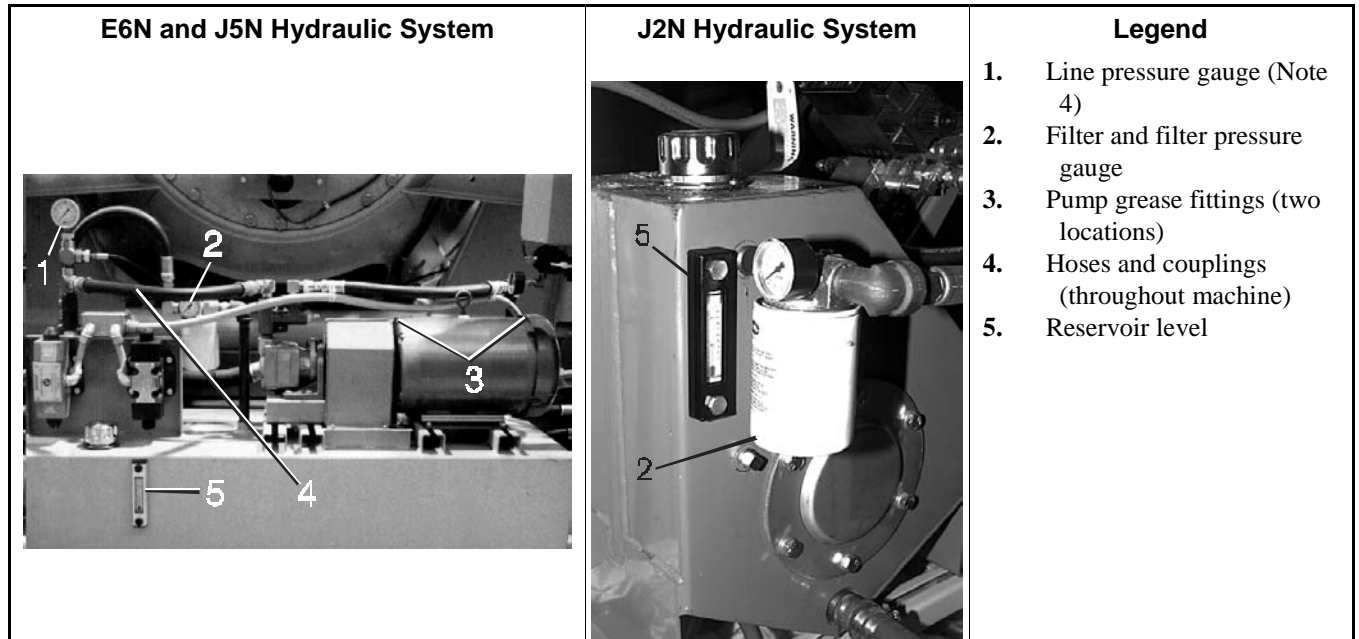 E6N and J5N Hydraulic System
1
2
3
4
5
J2N Hydraulic System
WARNING
5
2
Legend
1. Line pressure gauge (Note
4)
2. Filter and filter pressure
gauge
3. Pump grease fittings (two
locations)
4. Hoses and couplings
(throughout machine)
5. Reservoir level